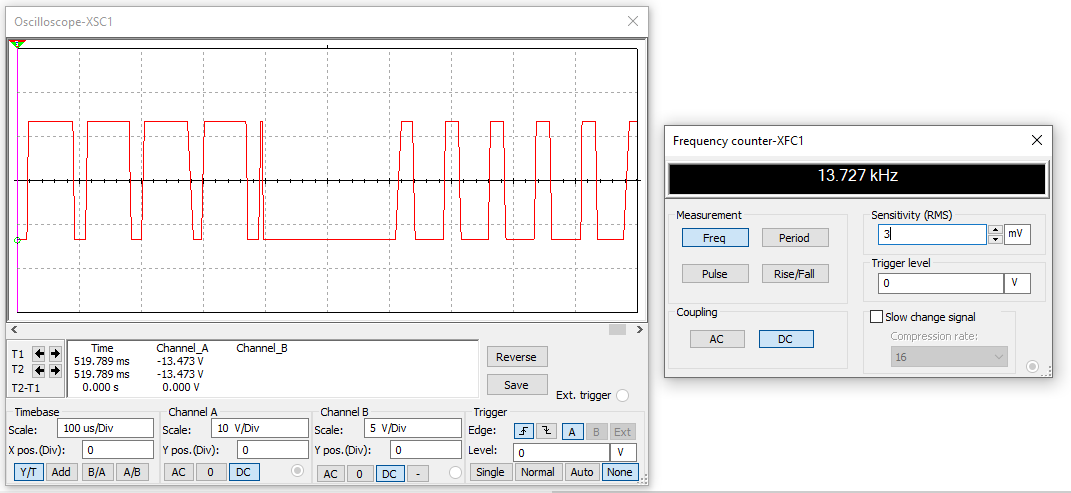 Oscilloscope-XSC1
T1
T2
T2-T1
Time Channel_A Channel_B
519.789 ms -13.473 V
519.789 ms -13.473 V
0.000 s 0.000 V
Reverse
Save
Ext. trigger
Timebase
Scale: 100 us/Div
X pos.(Div): 0
Y/T Add B/A A/B
Channel A
Scale: 10 V/Div
Y pos.(Div): 0
AC 0 DC
Channel B
Scale: 5 V/Div
Y pos.(Div): 0
AC 0 DC -
Trigger
Edge: A B Ext
Level: 0 V
Single Normal Auto None
Frequency counter-XFC1
13.727 kHz
Measurement
Freq Period
Pulse Rise/Fall
Coupling
AC DC
Sensitivity (RMS)
3 mV
Trigger level
0 V
Slow change signal
Compression rate:
16